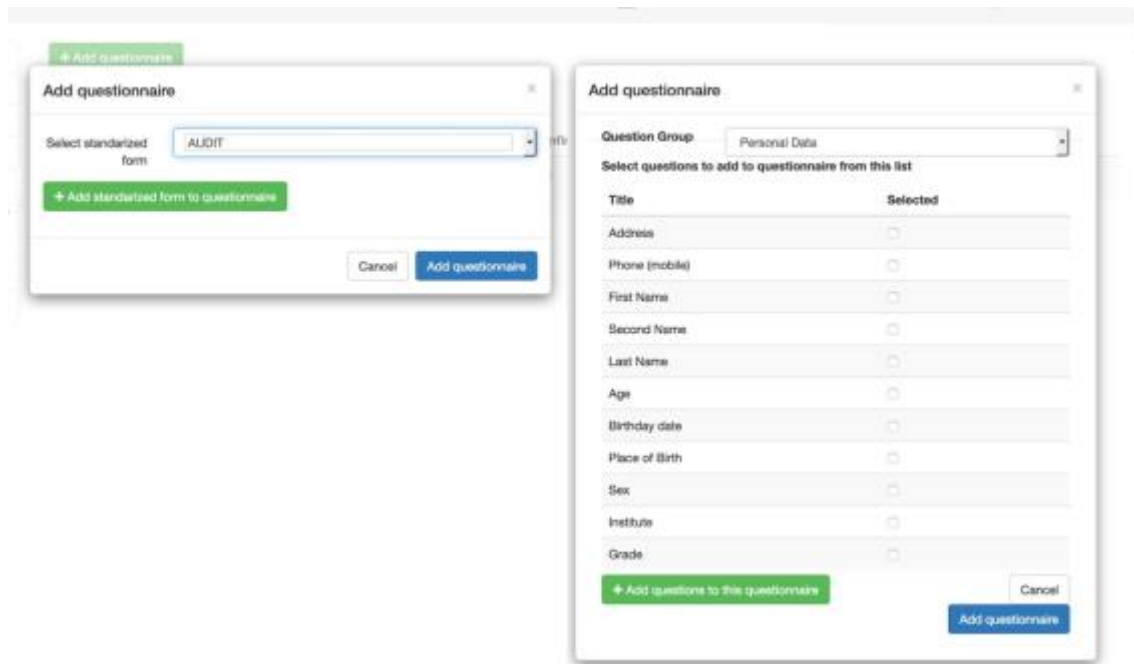 + Add questionnaire
Add questionnaire
×
Select standarized
form
AUDIT
+ Add standarized form to questionnaire
Cancel
Add questionnaire
Add questionnaire
×
Question Group
Personal Data
Select questions to add to questionnaire from this list
Title Selected
Address
Phone (mobile)
First Name
Second Name
Last Name
Age
Birthday date
Place of Birth
Sex
Institute
Grade
+ Add questions to this questionnaire
Cancel
Add questionnaire